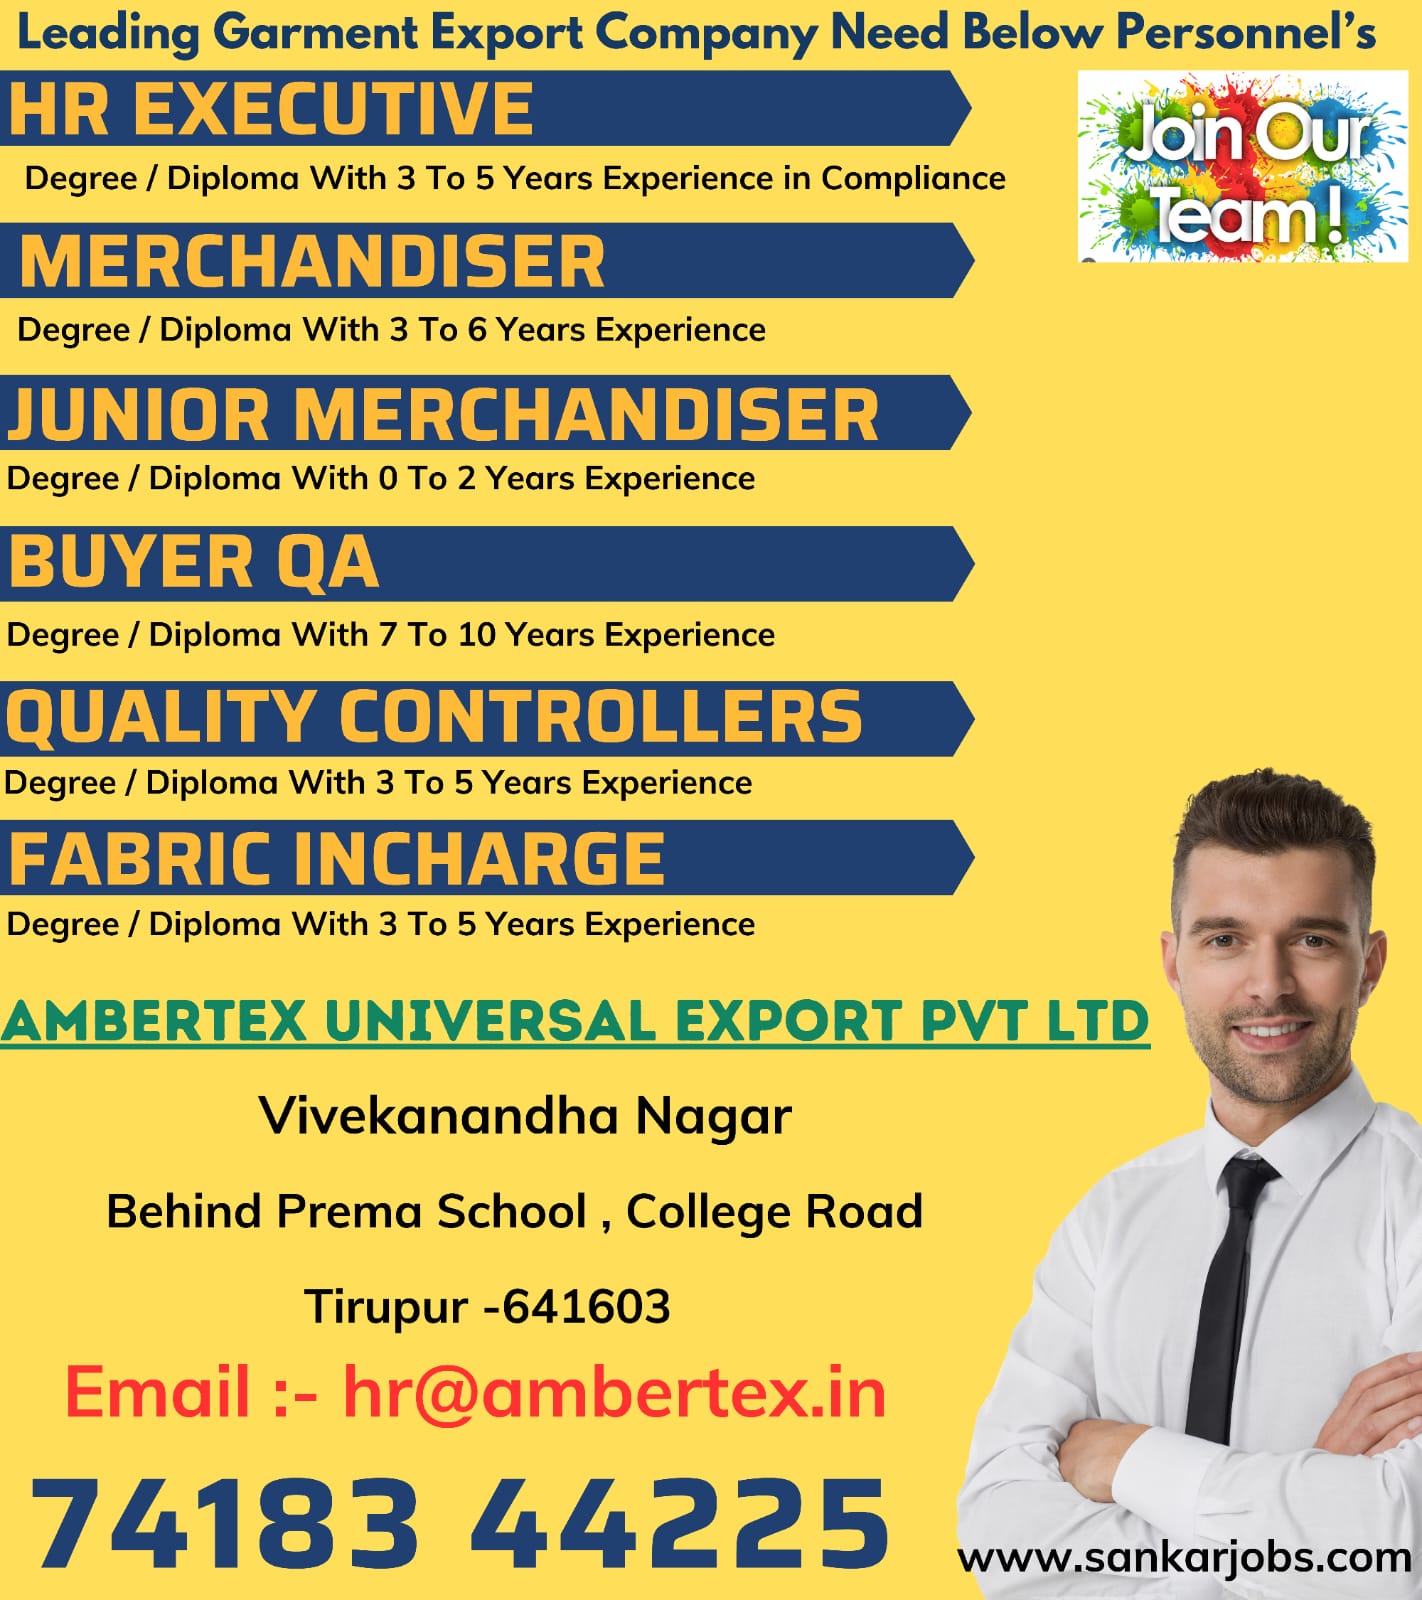 Leading Garment Export Company Need Below Personnel's
HR EXECUTIVE
Degree / Diploma With 3 To 5 Years Experience in Compliance
Join Our
Team!
MERCHANDISER
Degree / Diploma With 3 To 6 Years Experience
JUNIOR MERCHANDISER
Degree / Diploma With 0 To 2 Years Experience
BUYER QA
Degree / Diploma With 7 To 10 Years Experience
QUALITY CONTROLLERS
Degree / Diploma With 3 To 5 Years Experience
FABRIC INCHARGE
Degree / Diploma With 3 To 5 Years Experience
AMBERTEX UNIVERSAL EXPORT PVT LTD
Vivekanandha Nagar
Behind Prema School , College Road
Tirupur -641603
Email :- hr@ambertex.in
74183 44225
www.sankarjobs.com